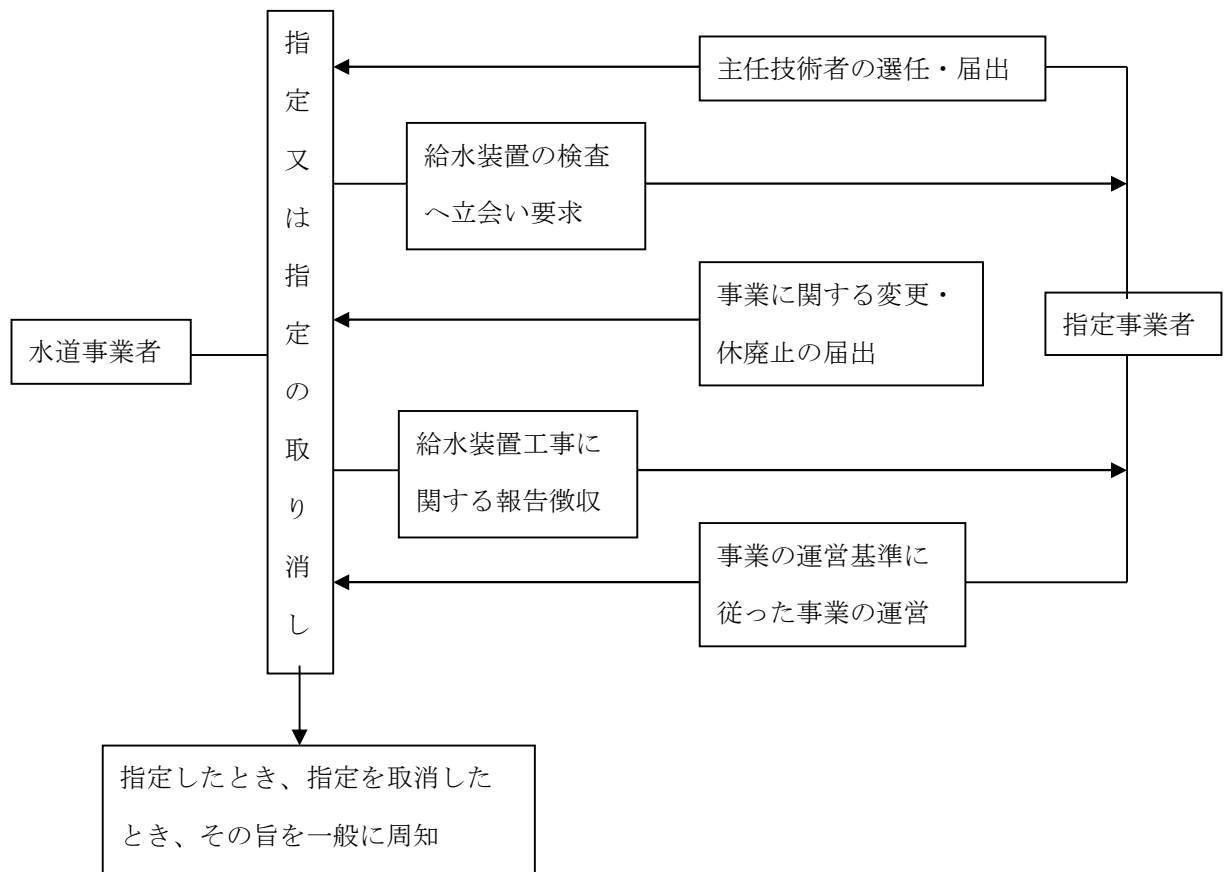 水道事業者
指定又は指定の取り消し
主任技術者の選任・届出
給水装置の検査
へ立会い要求
事業に関する変更・
休廃止の届出
指定事業者
給水装置工事に
関する報告徴収
事業の運営基準に
従った事業の運営
指定したとき、指定を取消した
とき、その旨を一般に周知